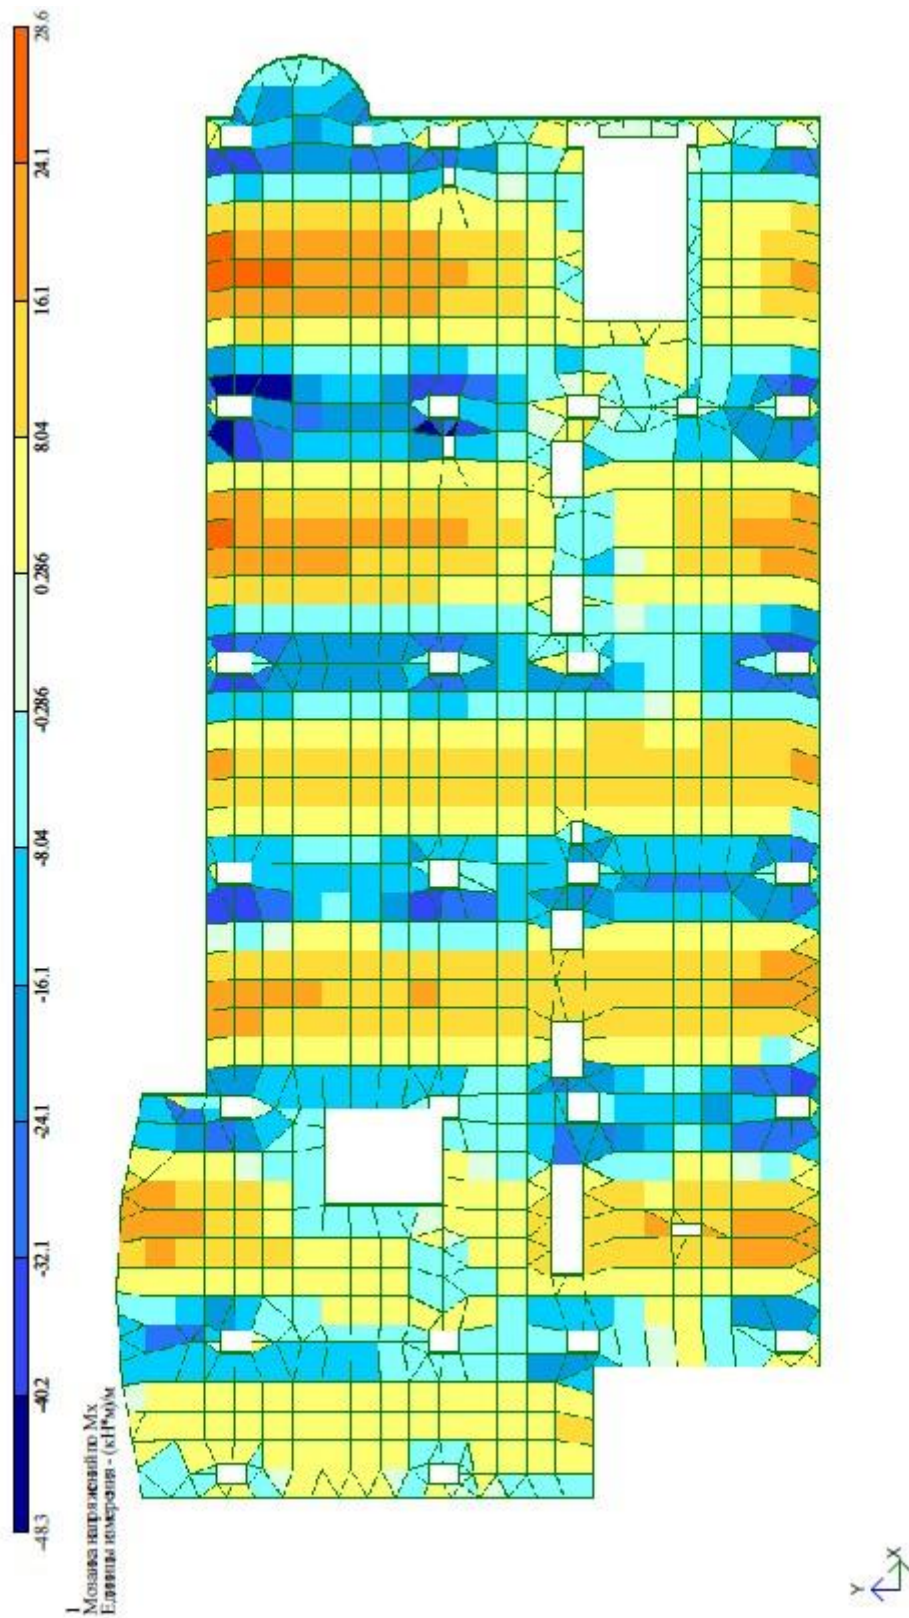 -48.3 -40.2 -32.1 -24.1 -16.1 -8.04 -0.286 0.286 8.04 16.1 24.1 28.6
1
Мозаика напряжений по Mx
Единицы измерения - (кН*м)/м
Y
X